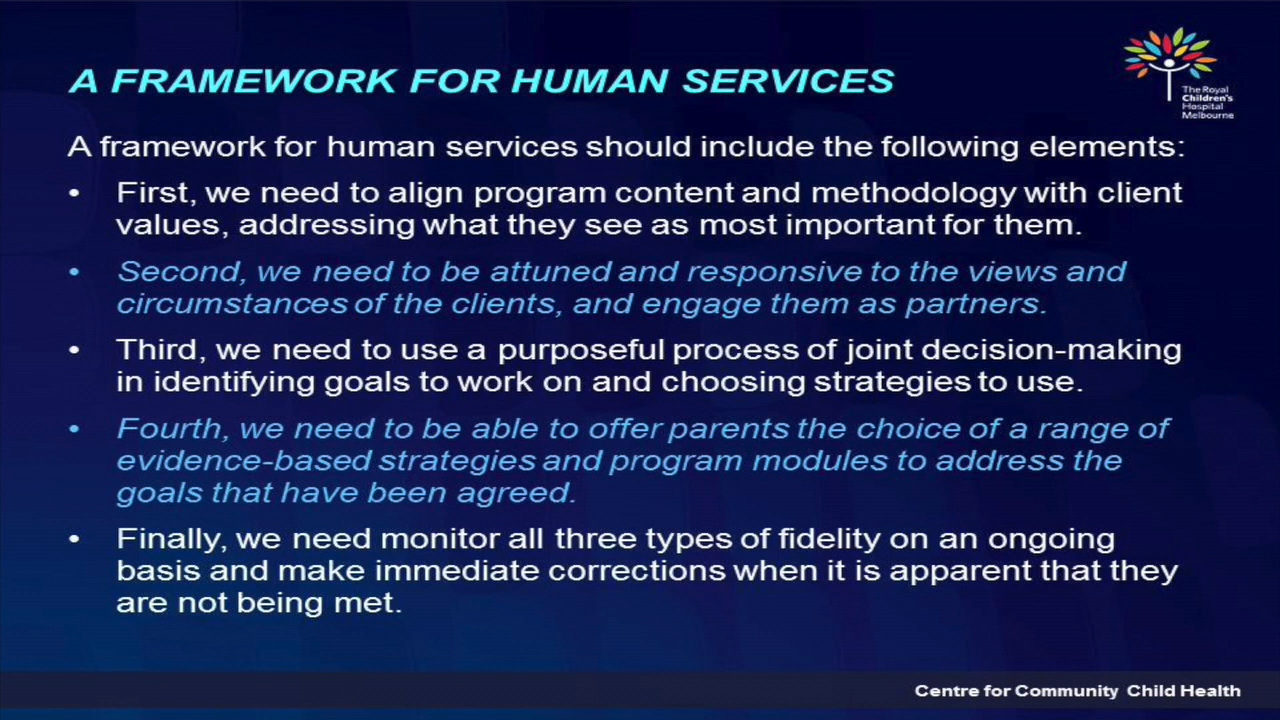 A FRAMEWORK FOR HUMAN SERVICES
The Royal
Children's
Hospital
Melbourne
A framework for human services should include the following elements:
• First, we need to align program content and methodology with client
values, addressing what they see as most important for them.
• Second, we need to be attuned and responsive to the views and
circumstances of the clients, and engage them as partners.
• Third, we need to use a purposeful process of joint decision-making
in identifying goals to work on and choosing strategies to use.
• Fourth, we need to be able to offer parents the choice of a range of
evidence-based strategies and program modules to address the
goals that have been agreed.
• Finally, we need monitor all three types of fidelity on an ongoing
basis and make immediate corrections when it is apparent that they
are not being met.
Centre for Community Child Health